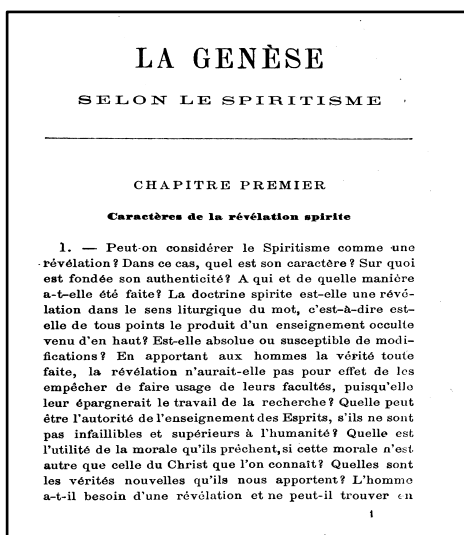 LA GENÈSE
SELON LE SPIRITISME
CHAPITRE PREMIER
Caractères de la révélation spirite
1. — Peut-on considérer le Spiritisme comme une
révélation? Dans ce cas, quel est son caractère? Sur quoi
est fondée son authenticité? A qui et de quelle manière
a-t-elle été faite? La doctrine spirite est-elle une révé-
lation dans le sens liturgique du mot, c'est-à-dire est-
elle de tous points le produit d'un enseignement occulte
venu d'en haut? Est-elle absolue ou susceptible de modi-
fications? En apportant aux hommes la vérité toute
faite, la révélation n'aurait-elle pas pour effet de les
empêcher de faire usage de leurs facultés, puisqu'elle
leur épargnerait le travail de la recherche? Quelle peut
être l'autorité de l'enseignement des Esprits, s'ils ne sont
pas infaillibles et supérieurs à l'humanité? Quelle est
l'utilité de la morale qu'ils prêchent, si cette morale n'est
autre que celle du Christ que l'on connaît? Quelles sont
les vérités nouvelles qu'ils nous apportent? L'homme
a-t-il besoin d'une révélation et ne peut-il trouver en
1